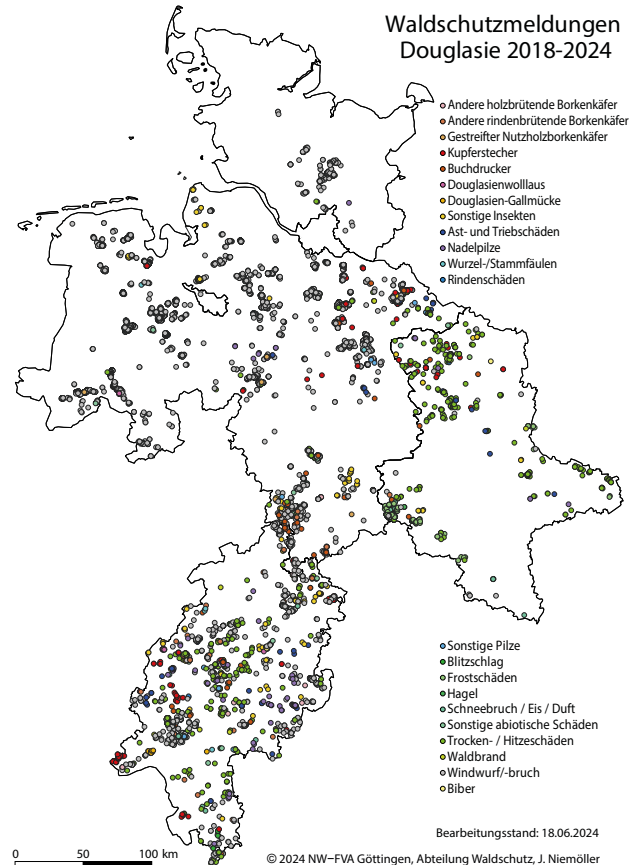 Waldschutzmeldungen
Douglasie 2018-2024
Andere holzbrütende Borkenkäfer
Andere rindenbrütende Borkenkäfer
Gestreifter Nutzholzborkenkäfer
Kupferstecher
Buchdrucker
Douglasienwolllaus
Douglasien-Gallmücke
Sonstige Insekten
Ast- und Triebschäden
Nadelpilze
Wurzel-/Stammfäulen
Rindenschäden
Sonstige Pilze
Blitzschlag
Frostschäden
Hagel
Schneebruch / Eis / Duft
Sonstige abiotische Schäden
Trocken- / Hitzeschäden
Waldbrand
Windwurf/-bruch
Biber
Bearbeitungsstand: 18.06.2024
0 50 100 km
© 2024 NW−FVA Göttingen, Abteilung Waldschutz, J. Niemöller